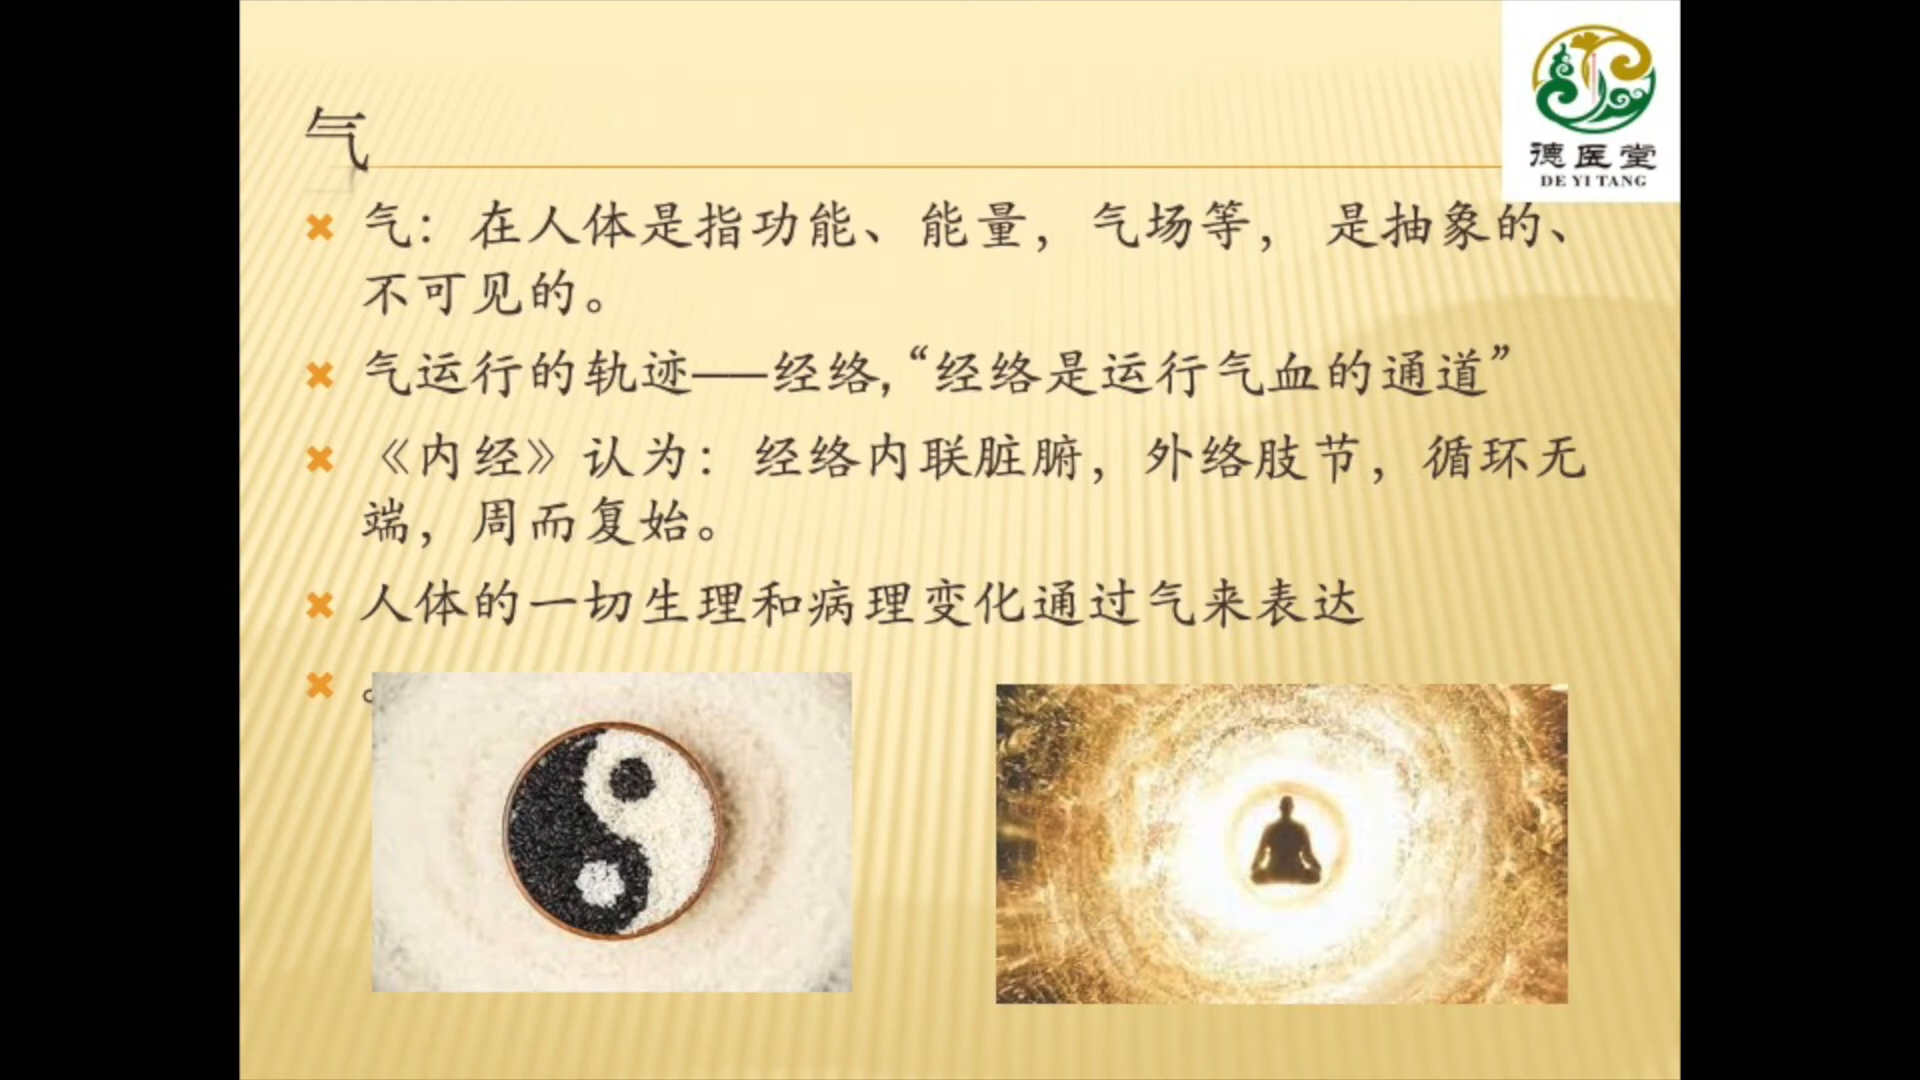 气
德医堂
DE YI TANG
气：在人体是指功能、能量，气场等，是抽象的、
不可见的。
气运行的轨迹——经络，“经络是运行气血的通道”
《内经》认为：经络内联脏腑，外络肢节，循环无
端，周而复始。
人体的一切生理和病理变化通过气来表达
。